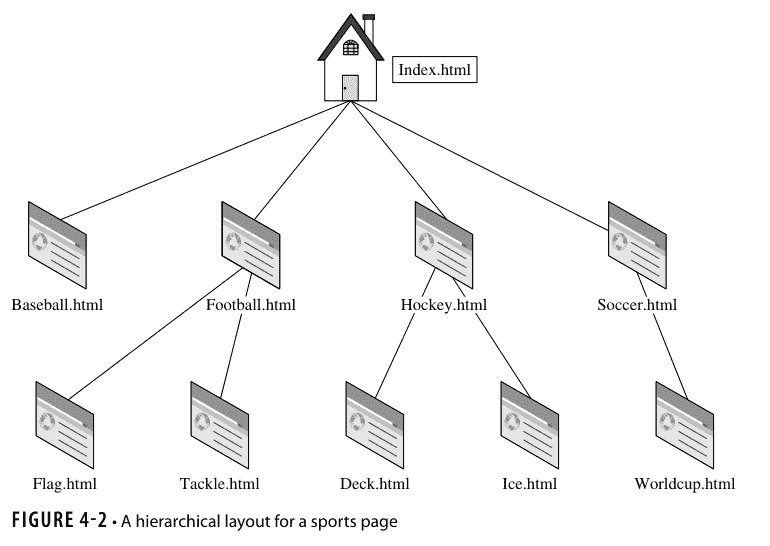 Index.html
Baseball.html
Football.html
Hockey.html
Soccer.html
Flag.html
Tackle.html
Deck.html
Ice.html
Worldcup.html
FIGURE 4-2 • A hierarchical layout for a sports page